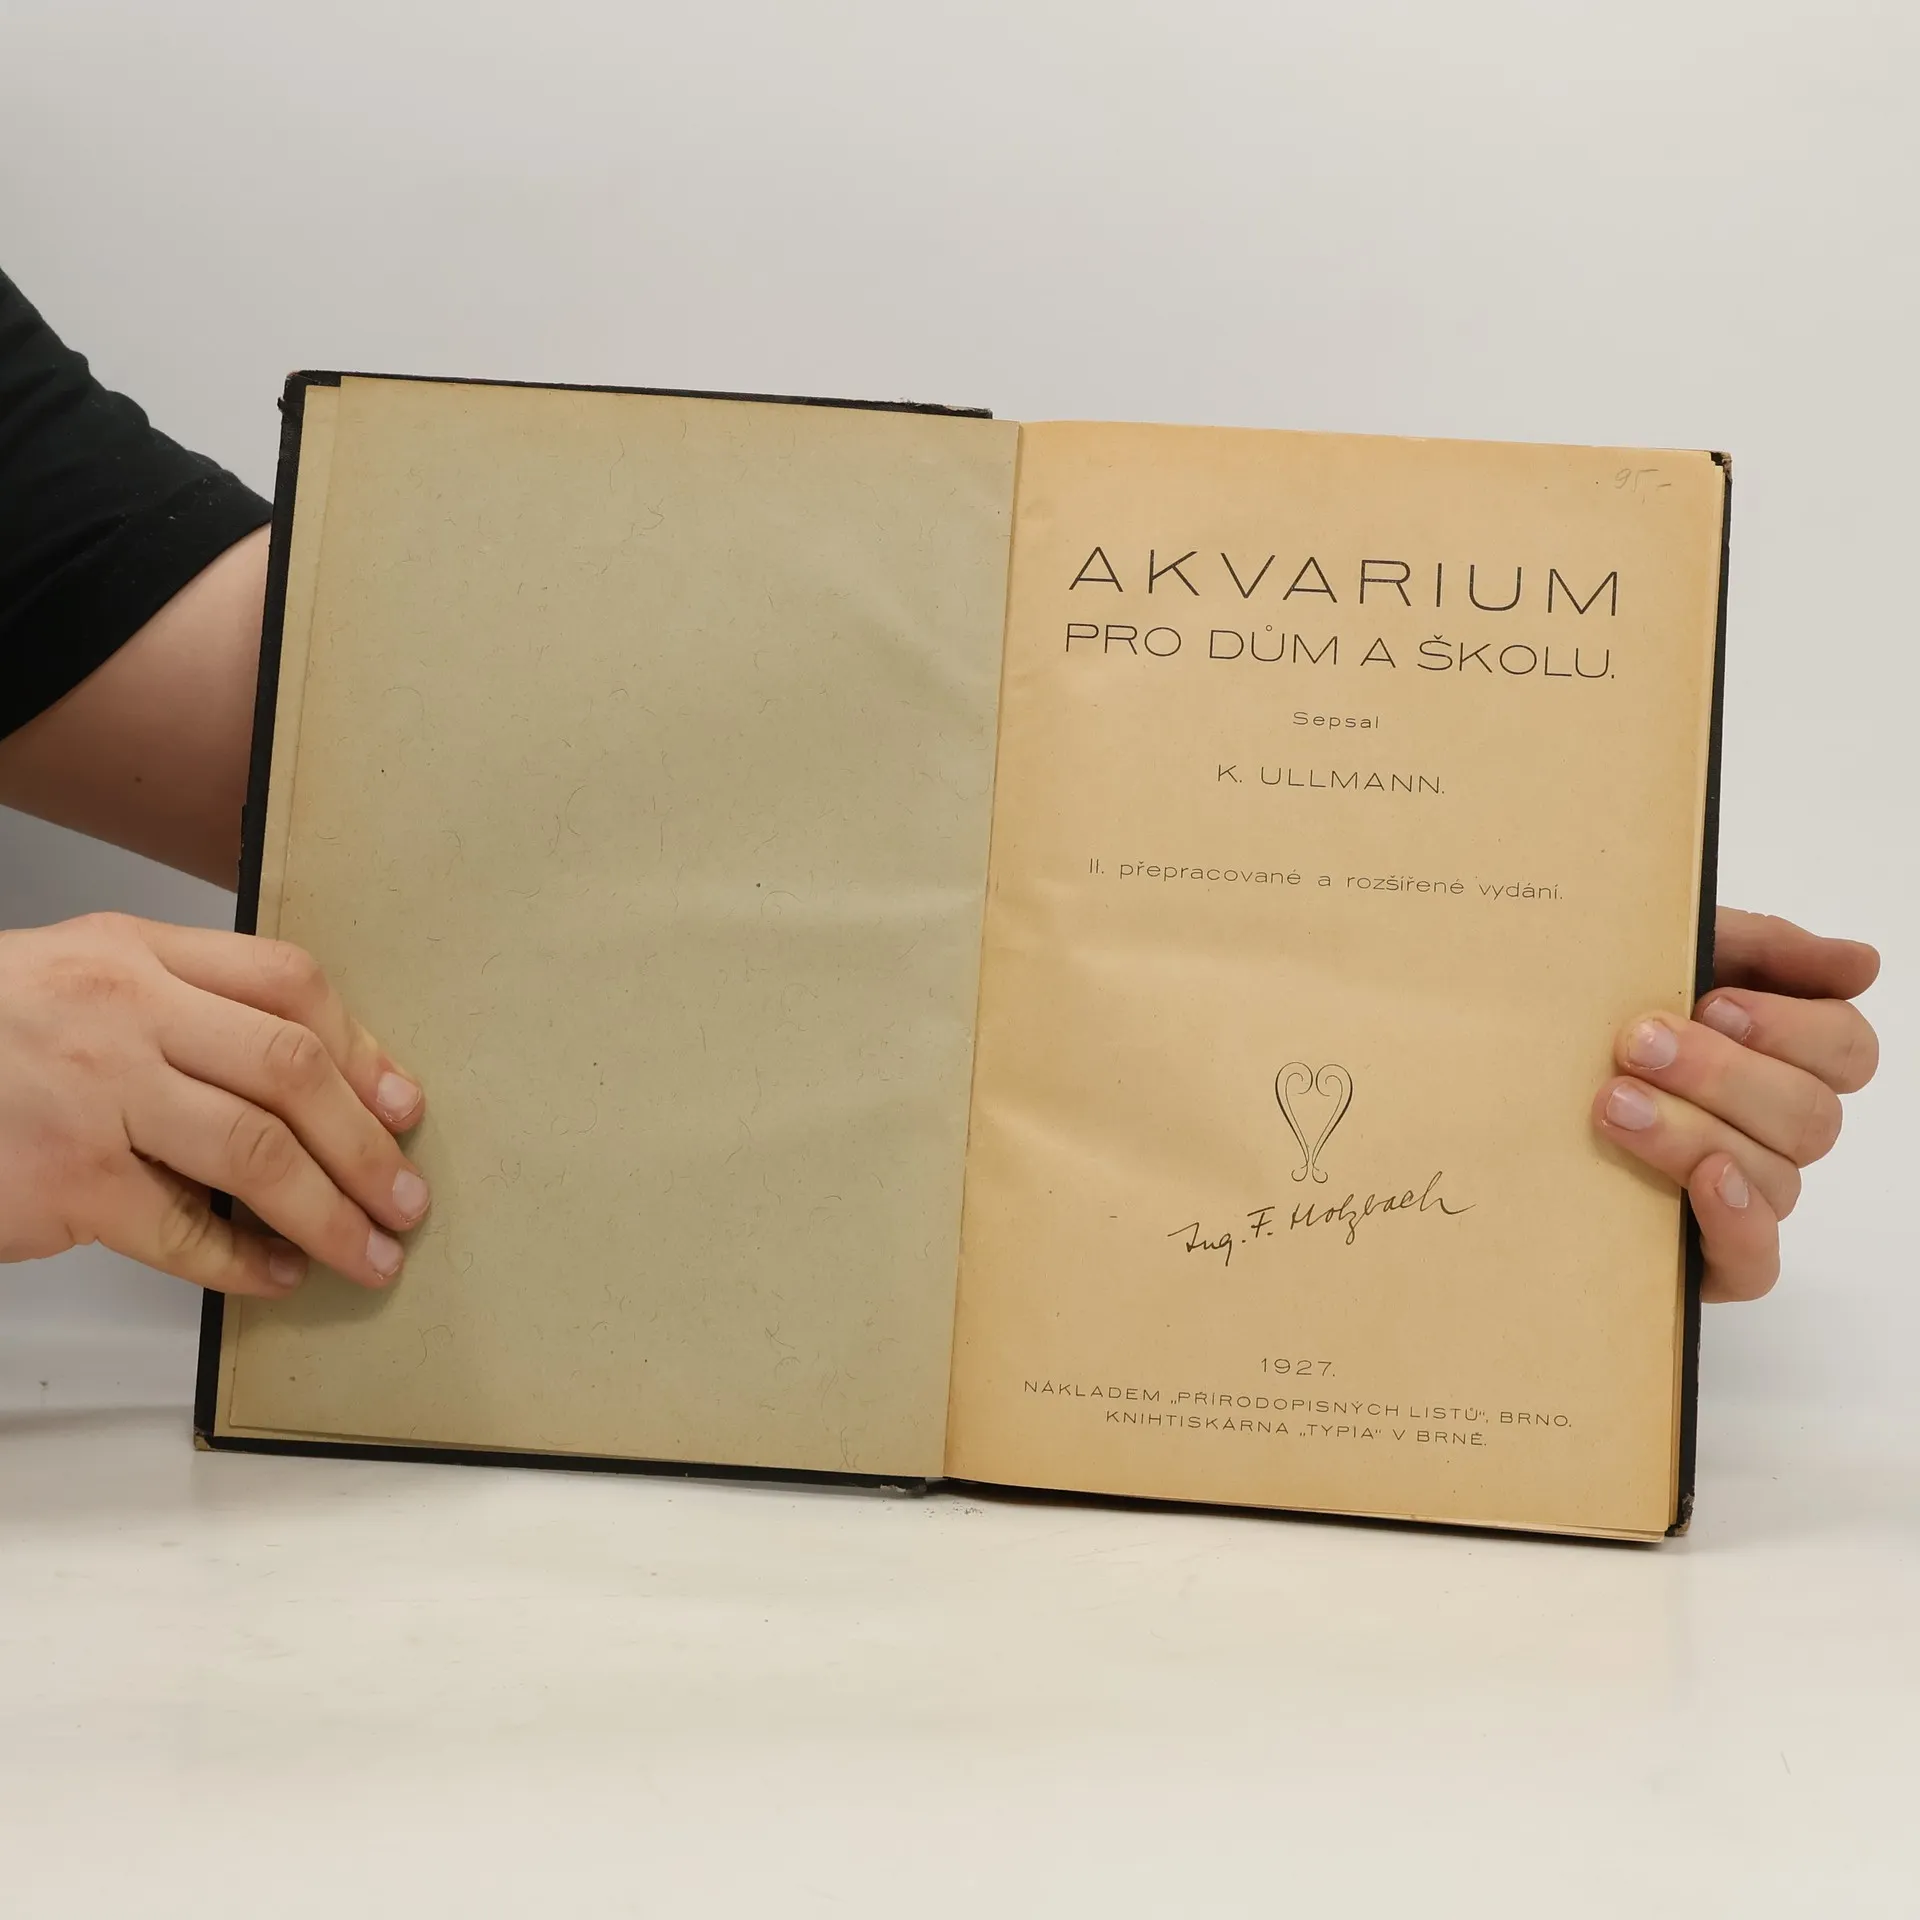 95,-
AKVARIUM
PRO DŮM A ŠKOLU.
Sepsal
K. ULLMANN.
II. přepracované a rozšířené vydání.
Ing. F. Holzbach
1927.
NÁKLADEM „PŘÍRODOPISNÝCH LISTŮ“, BRNO.
KNIHTISKÁRNA „TYPIA“ V BRNĚ.